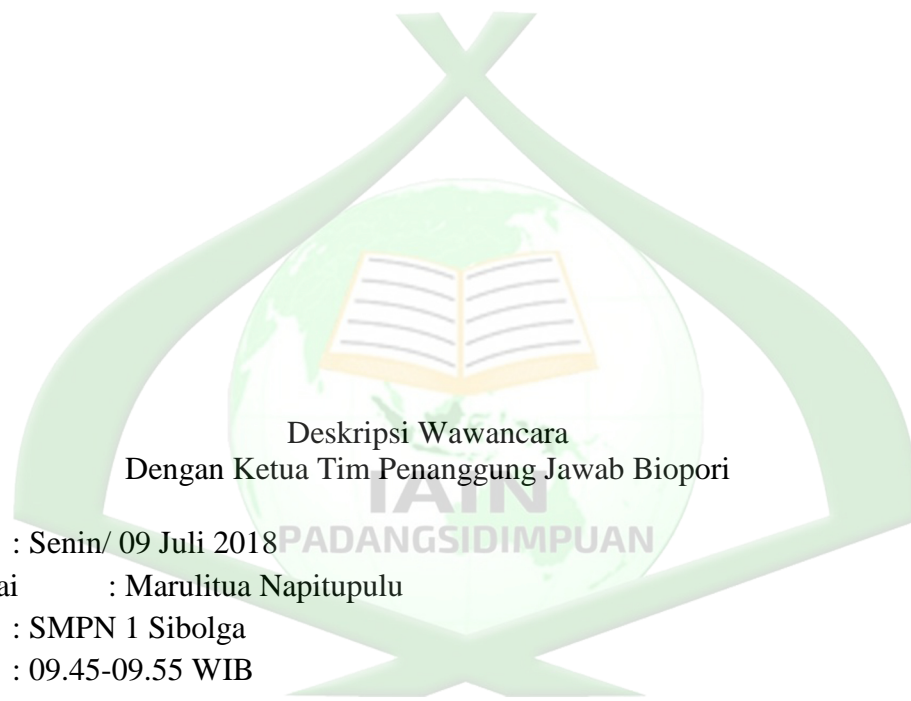 Deskripsi Wawancara
Dengan Ketua Tim Penanggung Jawab Biopori
IAIN
: Senin/ 09 Juli 2018
PADANGSIDIMPUAN
ai : Marulitua Napitupulu
: SMPN 1 Sibolga
: 09.45-09.55 WIB